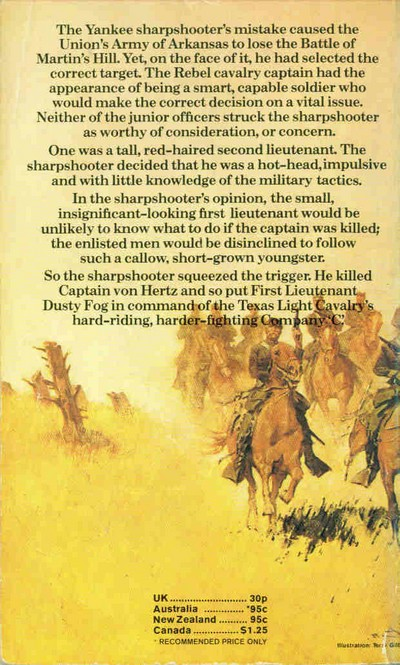 The Yankee sharpshooter's mistake caused the
Union's Army of Arkansas to lose the Battle of
Martin's Hill. Yet, on the face of it, he had selected the
correct target. The Rebel cavalry captain had the
appearance of being a smart, capable soldier who
would make the correct decision on a vital issue.
Neither of the junior officers struck the sharpshooter
as worthy of consideration, or concern.
One was a tall, red-haired second lieutenant. The
sharpshooter decided that he was a hot-head, impulsive
and with little knowledge of the military tactics.
In the sharpshooter's opinion, the small,
insignificant-looking first lieutenant would be
unlikely to know what to do if the captain was killed;
the enlisted men would be disinclined to follow
such a callow, short-grown youngster.
So the sharpshooter squeezed the trigger. He killed
Captain von Hertz and so put First Lieutenant
Dusty Fog in command of the Texas Light Cavalry's
hard-riding, harder-fighting Company 'C'.
UK ........................... 30p
Australia .............. *95c
New Zealand .......... 95c
Canada ................ $1.25
* RECOMMENDED PRICE ONLY
Illustration: